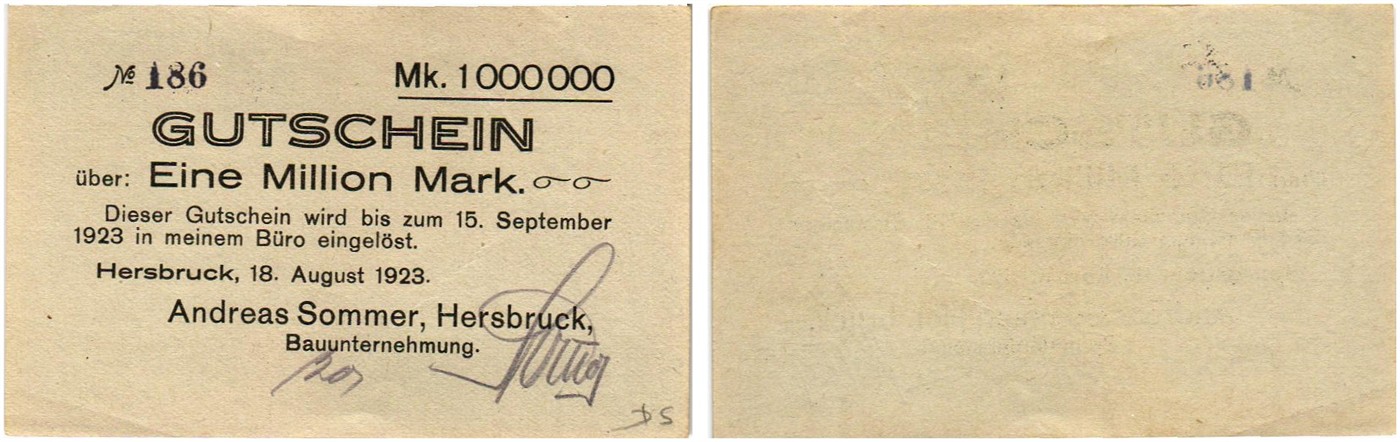 № 186
Mk. 1000000
GUTSCHEIN
über: Eine Million Mark.
Dieser Gutschein wird bis zum 15. September
1923 in meinem Büro eingelöst.
Hersbruck, 18. August 1923.
Andreas Sommer, Hersbruck,
Bauunternehmung.